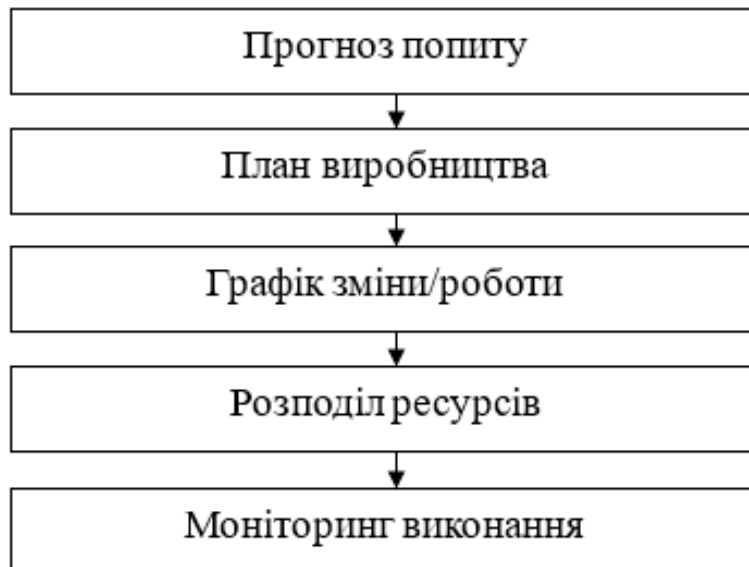 Прогноз попиту
План виробництва
Графік зміни/роботи
Розподіл ресурсів
Моніторинг виконання